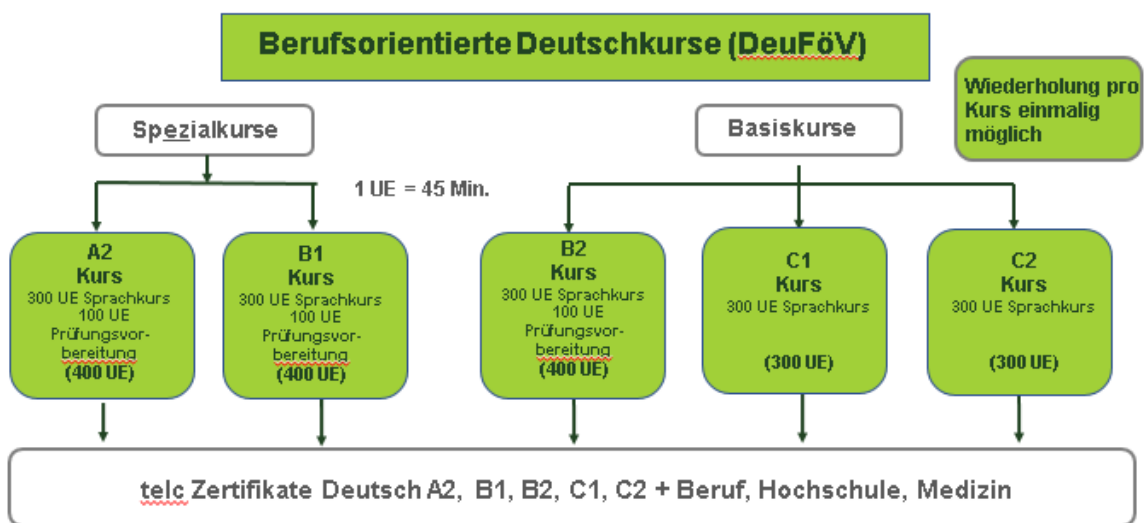 Berufsorientierte Deutschkurse (DeuFöV)
Wiederholung pro
Kurs einmalig
möglich
Spezialkurse
Basiskurse
1 UE = 45 Min.
A2
Kurs
300 UE Sprachkurs
100 UE
Prüfungsvor-
bereitung
(400 UE)
B1
Kurs
300 UE Sprachkurs
100 UE
Prüfungsvor-
bereitung
(400 UE)
B2
Kurs
300 UE Sprachkurs
100 UE
Prüfungsvor-
bereitung
(400 UE)
C1
Kurs
300 UE Sprachkurs
(300 UE)
C2
Kurs
300 UE Sprachkurs
(300 UE)
telc Zertifikate Deutsch A2, B1, B2, C1, C2 + Beruf, Hochschule, Medizin